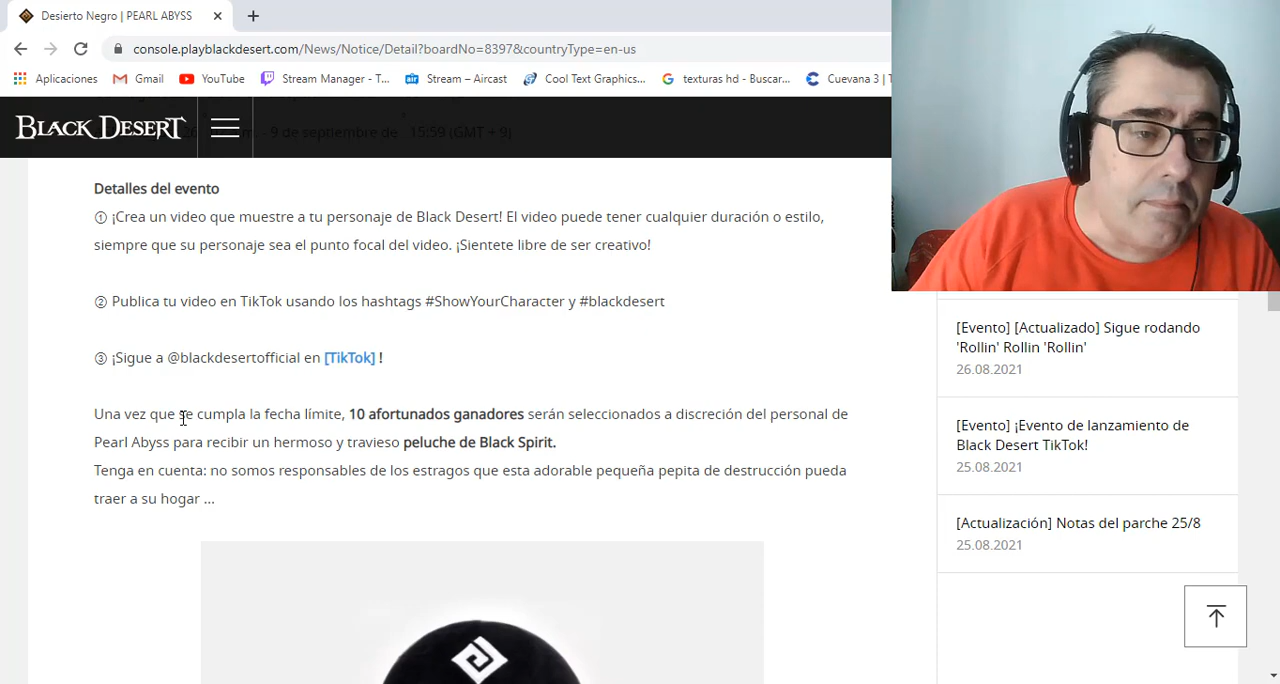 Desierto Negro | PEARL ABYSS
console.playblackdesert.com/News/Notice/Detail?boardNo=8397&countryType=en-us
Aplicaciones Gmail YouTube Stream Manager - T... Stream – Aircast Cool Text Graphics... texturas hd - Buscar... Cuevana 3 |
BLACK DESERT
9 de septiembre de 15:59 (GMT + 9)
Detalles del evento
① ¡Crea un video que muestre a tu personaje de Black Desert! El video puede tener cualquier duración o estilo,
siempre que su personaje sea el punto focal del video. ¡Sientete libre de ser creativo!
② Publica tu video en TikTok usando los hashtags #ShowYourCharacter y #blackdesert
③ ¡Sigue a @blackdesertofficial en [TikTok] !
Una vez que se cumpla la fecha límite, 10 afortunados ganadores serán seleccionados a discreción del personal de
Pearl Abyss para recibir un hermoso y travieso peluche de Black Spirit.
Tenga en cuenta: no somos responsables de los estragos que esta adorable pequeña pepita de destrucción pueda
traer a su hogar ...
[Evento] [Actualizado] Sigue rodando
'Rollin' Rollin 'Rollin'
26.08.2021
[Evento] ¡Evento de lanzamiento de
Black Desert TikTok!
25.08.2021
[Actualización] Notas del parche 25/8
25.08.2021